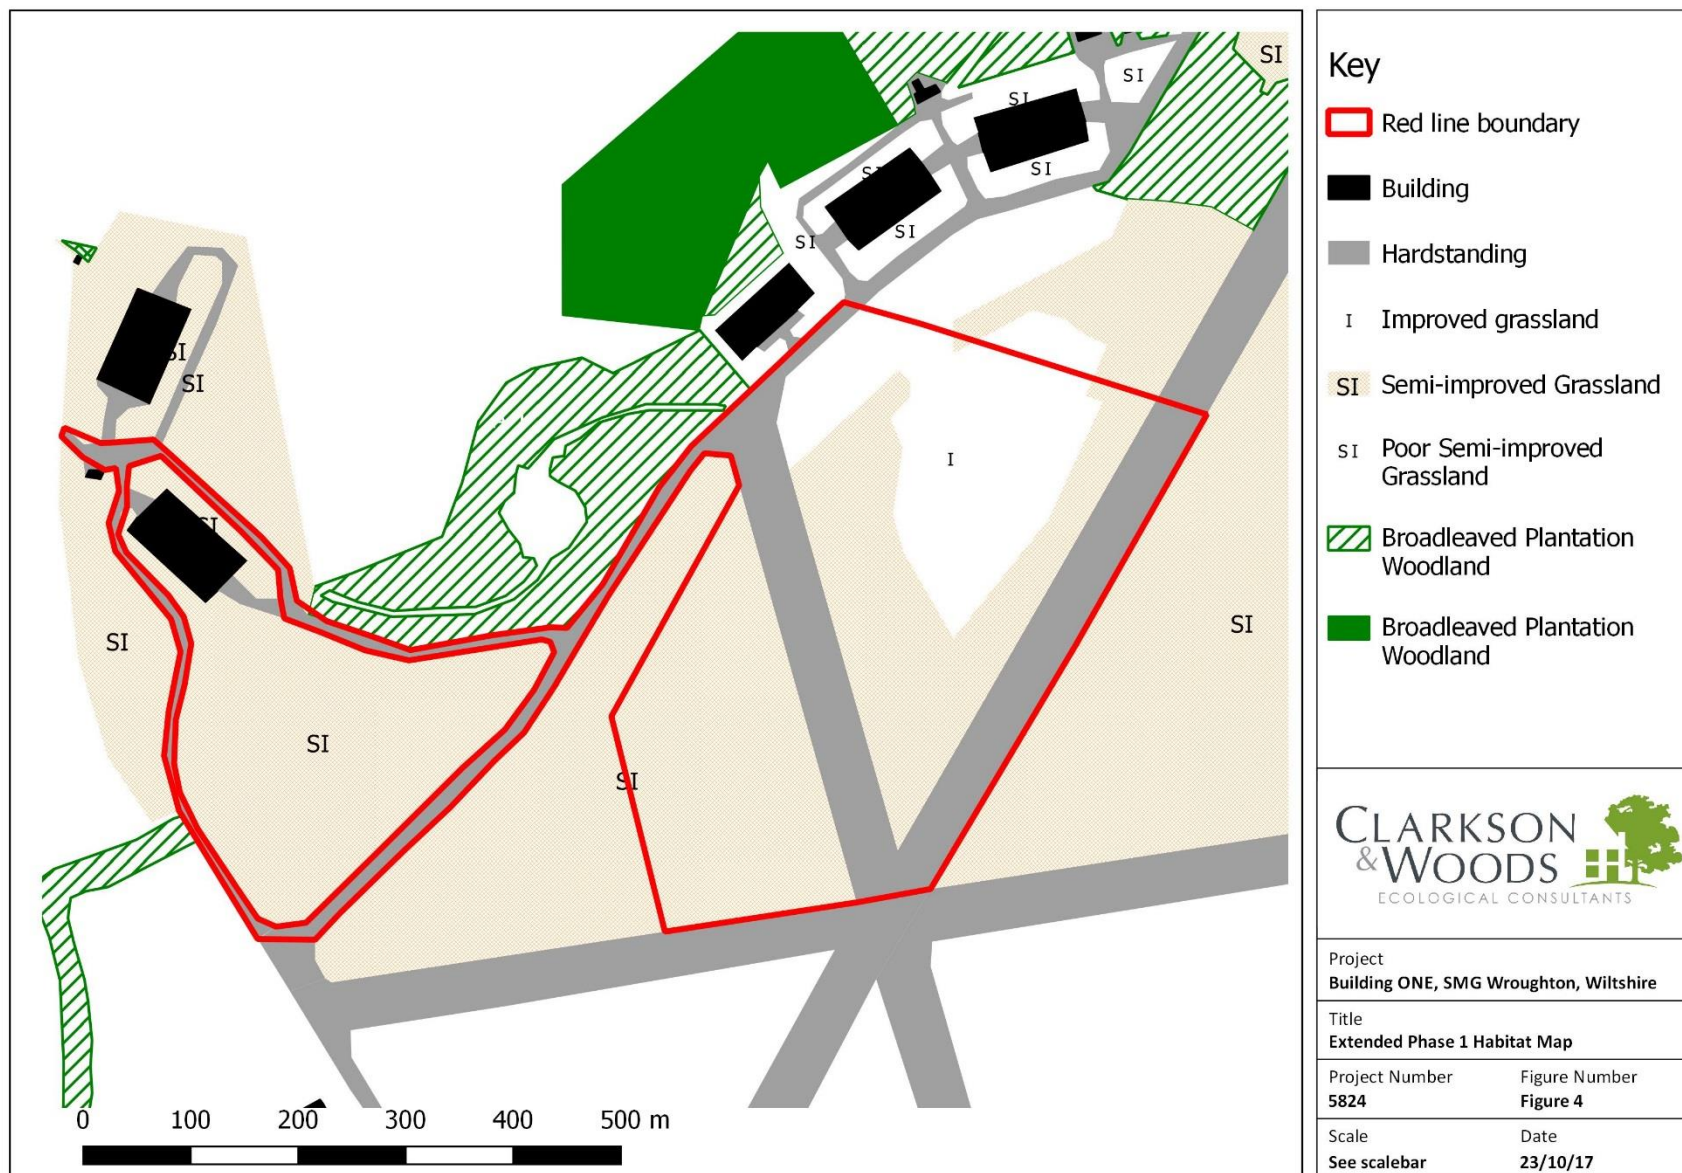 SI
SI
SI
SI
SI
SI
SI
SI
SI
SI
I
SI
SI
SI
SI
SI
0 100 200 300 400 500 m
Key
Red line boundary
Building
Hardstanding
I Improved grassland
SI Semi-improved Grassland
SI Poor Semi-improved
Grassland
Broadleaved Plantation
Woodland
Broadleaved Plantation
Woodland
CLARKSON
& WOODS
ECOLOGICAL CONSULTANTS
Project
Building ONE, SMG Wroughton, Wiltshire
Title
Extended Phase 1 Habitat Map
Project Number Figure Number
5824 Figure 4
Scale Date
See scalebar 23/10/17